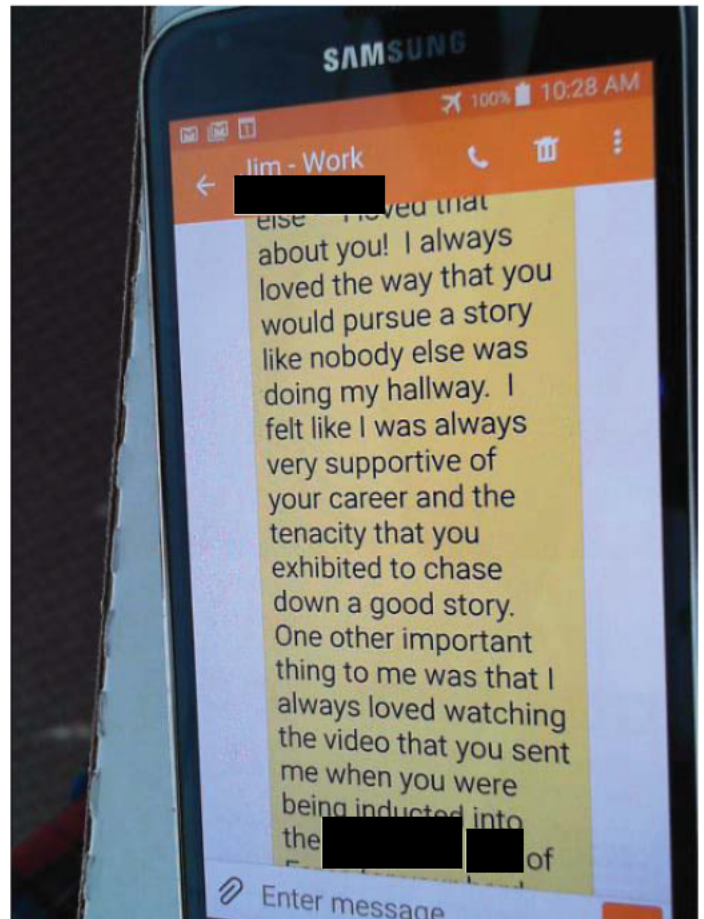 SAMSUNG
100% 10:28 AM
Jim - Work
else I loved that
about you! I always
loved the way that you
would pursue a story
like nobody else was
doing my hallway. I
felt like I was always
very supportive of
your career and the
tenacity that you
exhibited to chase
down a good story.
One other important
thing to me was that I
always loved watching
the video that you sent
me when you were
being inducted into
the of
Enter message